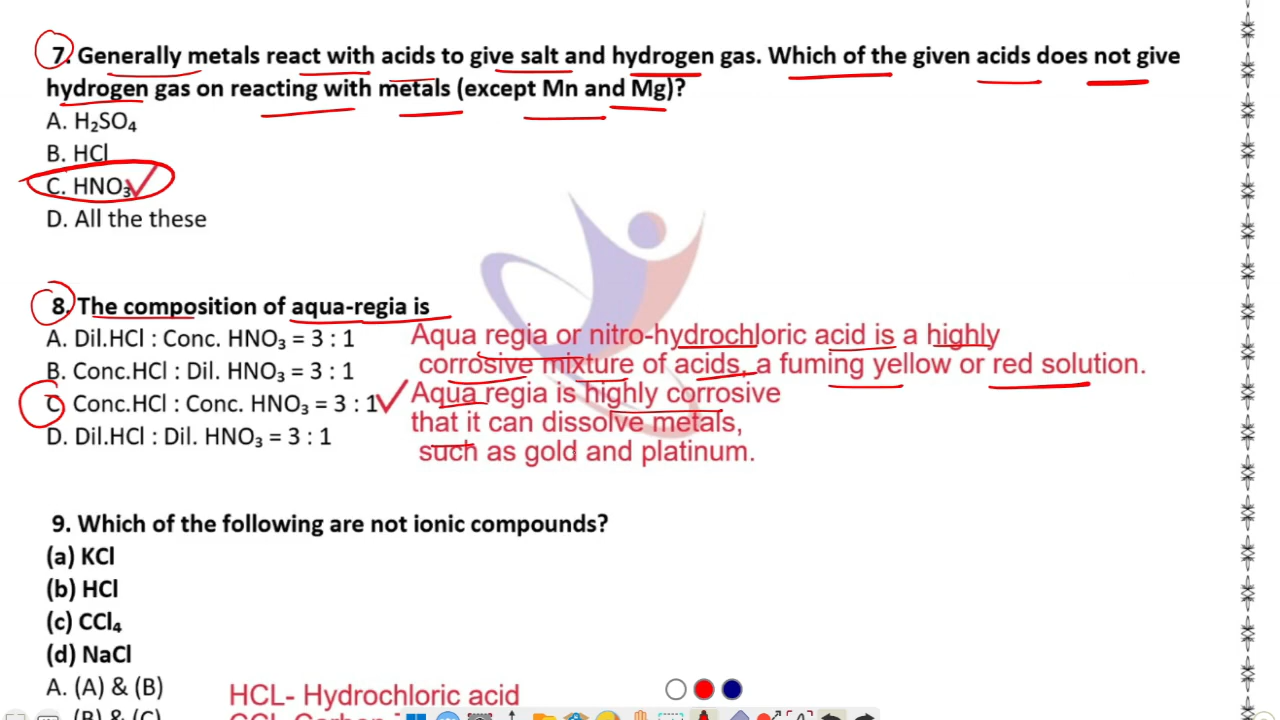 7. Generally metals react with acids to give salt and hydrogen gas. Which of the given acids does not give
hydrogen gas on reacting with metals (except Mn and Mg)?
A. H₂SO₄
B. HCl
C. HNO₃
D. All the these
8. The composition of aqua-regia is
A. Dil.HCl : Conc. HNO₃ = 3 : 1
B. Conc.HCl : Dil. HNO₃ = 3 : 1
C Conc.HCl : Conc. HNO₃ = 3 : 1
D. Dil.HCl : Dil. HNO₃ = 3 : 1
Aqua regia or nitro-hydrochloric acid is a highly
corrosive mixture of acids, a fuming yellow or red solution.
Aqua regia is highly corrosive
that it can dissolve metals,
such as gold and platinum.
9. Which of the following are not ionic compounds?
(a) KCl
(b) HCl
(c) CCl₄
(d) NaCl
A. (A) & (B)
HCL- Hydrochloric acid